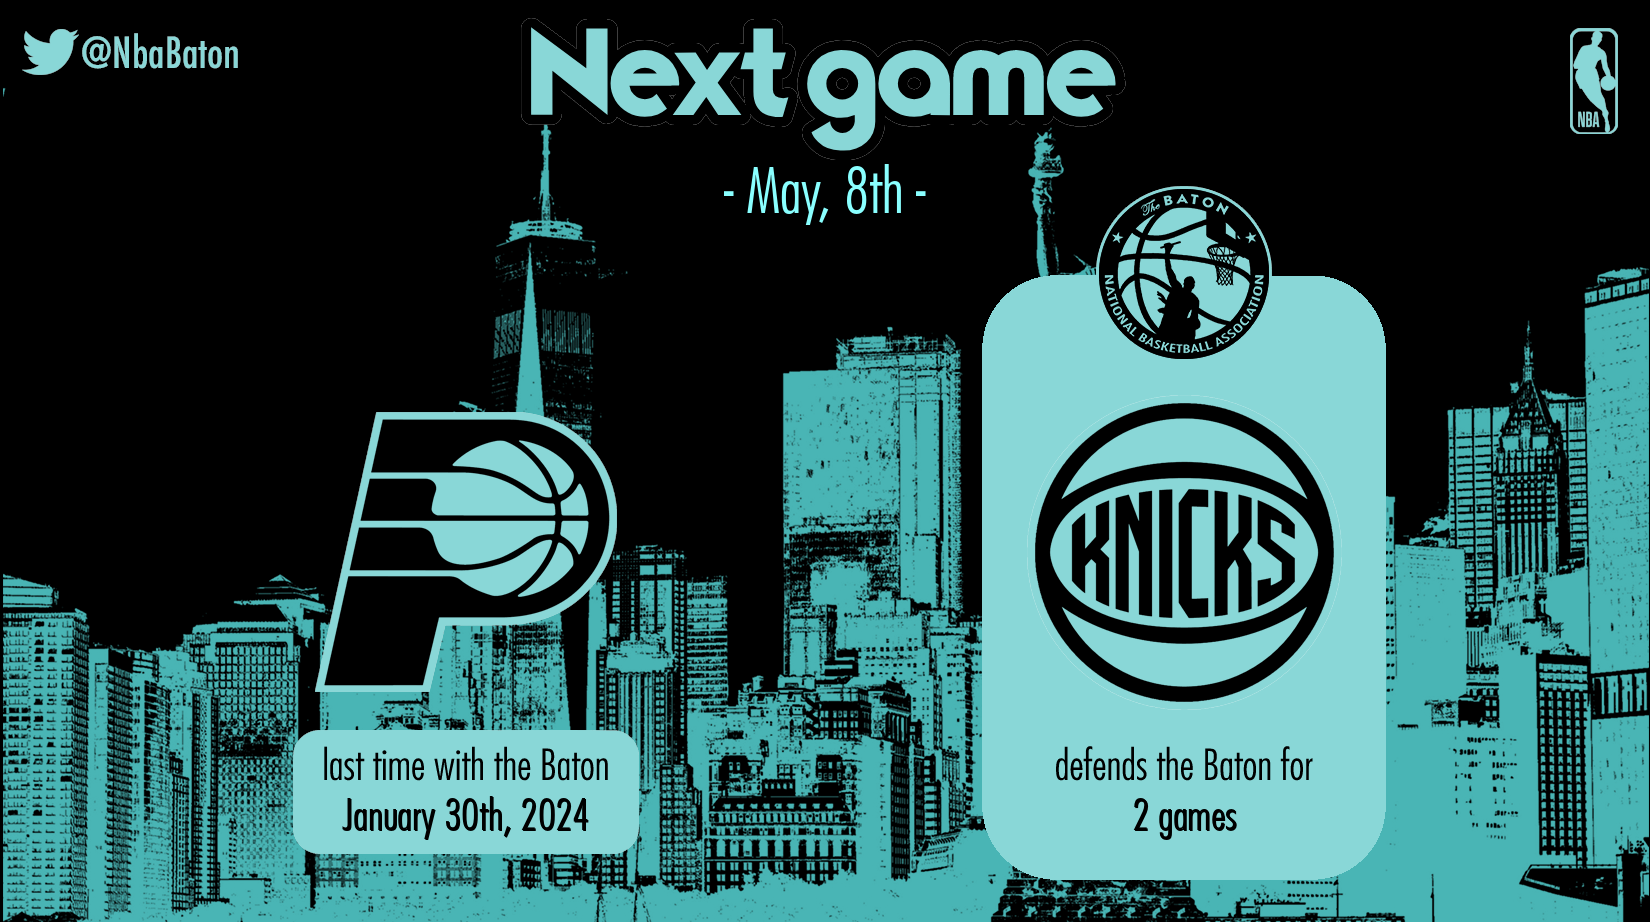 @NbaBaton
Next game
NBA
- May, 8th -
The BATON
NATIONAL BASKETBALL ASSOCIATION
KNICKS
last time with the Baton
January 30th, 2024
defends the Baton for
2 games